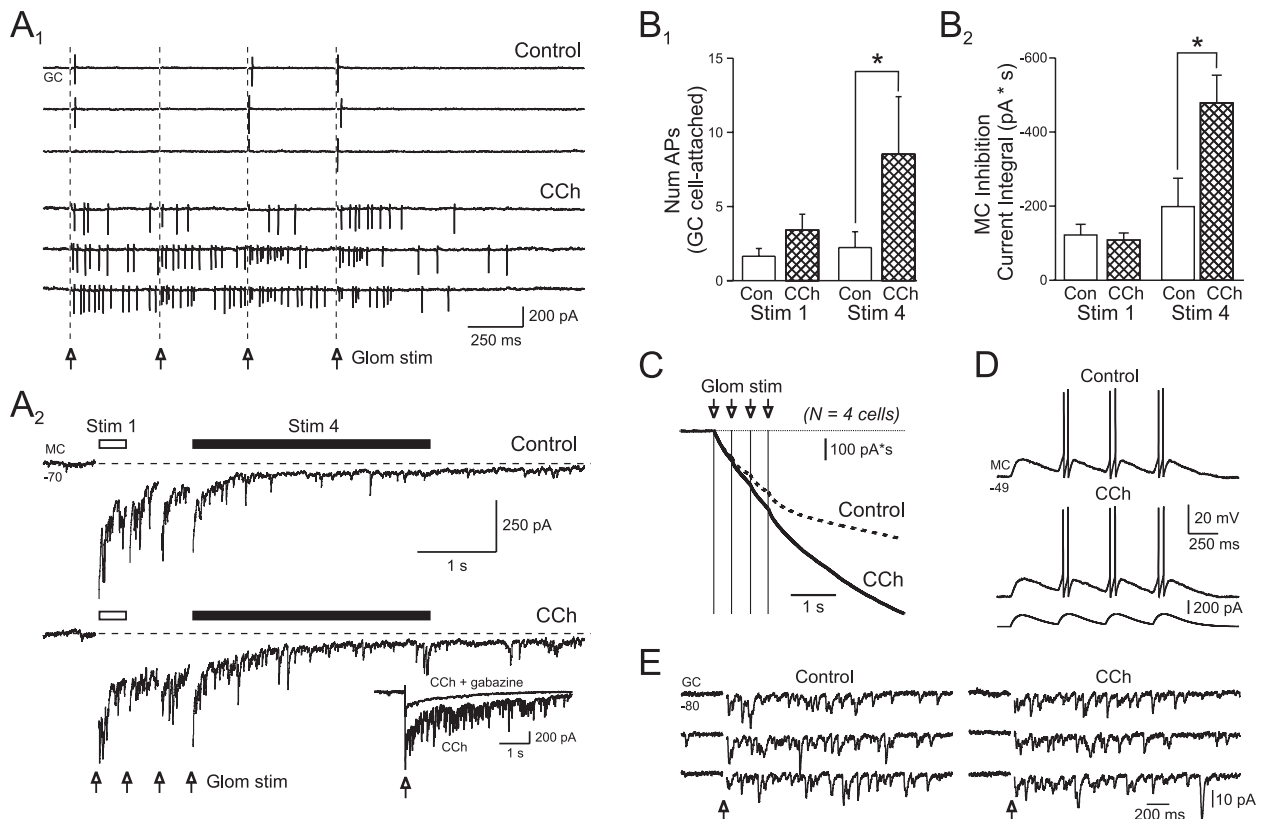 A1
Control
GC
CCh
200 pA
250 ms
Glom stim
B1
Num APs
(GC cell-attached)
15
10
5
0
*
Con CCh Con CCh
Stim 1 Stim 4
B2
MC Inhibition
Current Integral (pA * s)
-600
-400
-200
0
*
Con CCh Con CCh
Stim 1 Stim 4
A2
Stim 1 Stim 4
MC
-70
Control
250 pA
1 s
CCh
CCh + gabazine
CCh
200 pA
1 s
Glom stim
C
Glom stim
(N = 4 cells)
100 pA*s
Control
CCh
1 s
D
Control
MC
-49
CCh
20 mV
250 ms
200 pA
E
GC
-80
Control
CCh
200 ms
10 pA